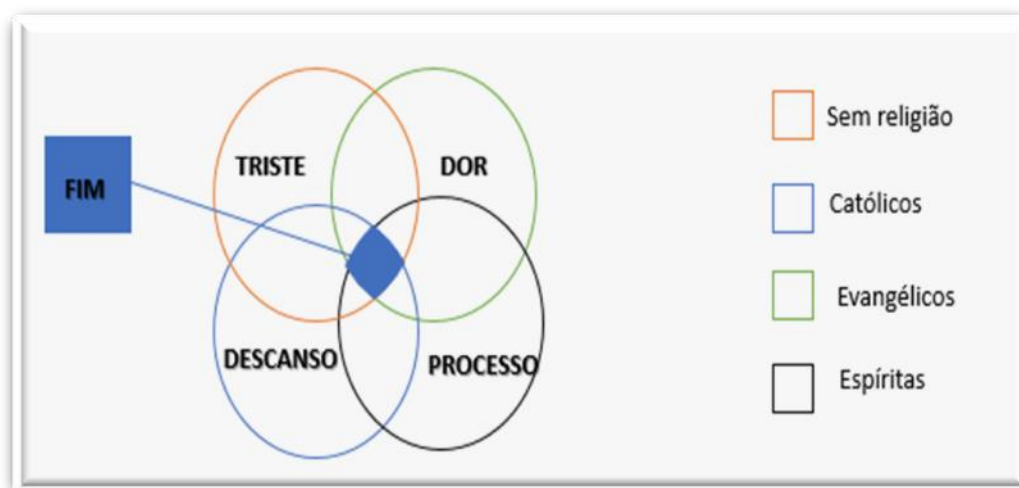 TRISTE
DOR
FIM
DESCANSO
PROCESSO
Sem religião
Católicos
Evangélicos
Espíritas